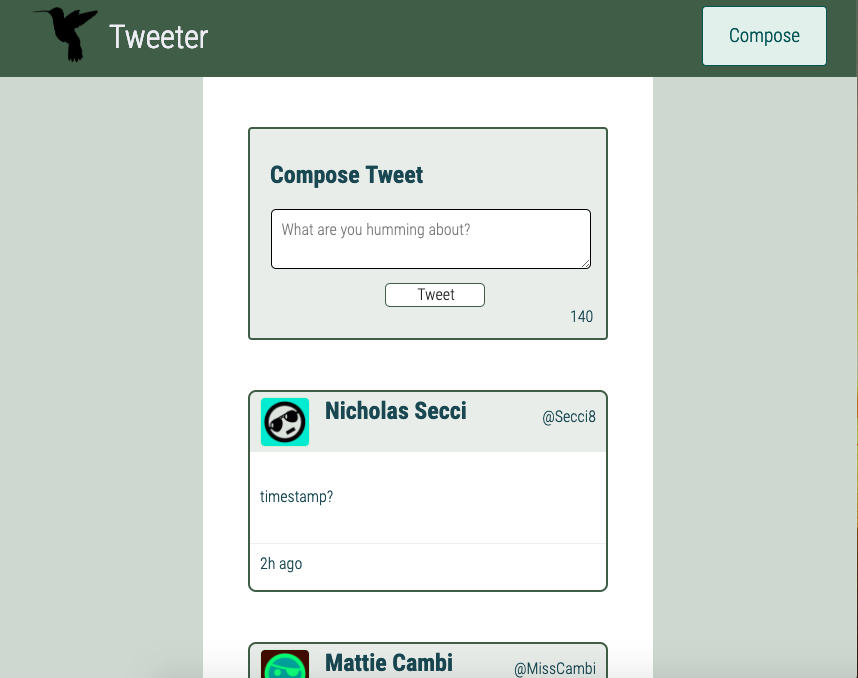 Tweeter
Compose
Compose Tweet
What are you humming about?
Tweet
140
Nicholas Secci
@Secci8
timestamp?
2h ago
Mattie Cambi
@MissCambi